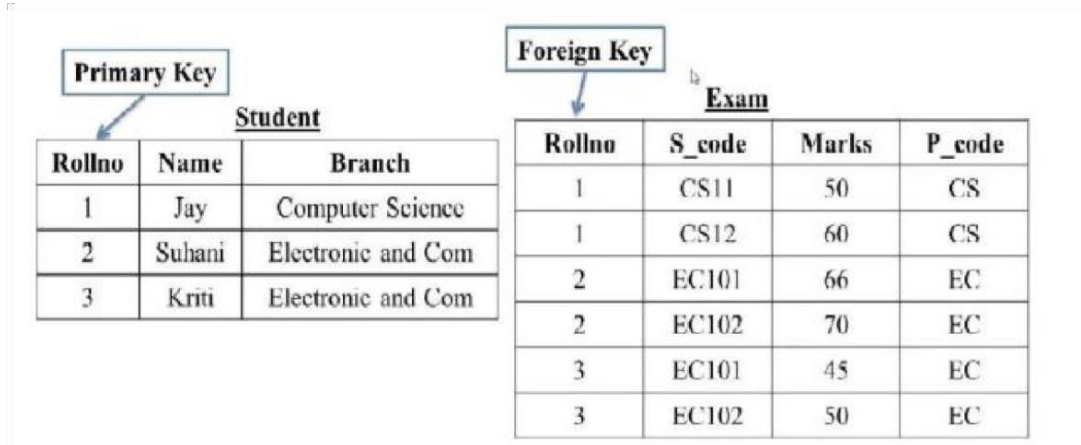 Primary Key
Student
Rollno Name Branch
1 Jay Computer Science
2 Suhani Electronic and Com
3 Kriti Electronic and Com
Foreign Key
Exam
Rollno S_code Marks P_code
1 CS11 50 CS
1 CS12 60 CS
2 EC101 66 EC
2 EC102 70 EC
3 EC101 45 EC
3 EC102 50 EC